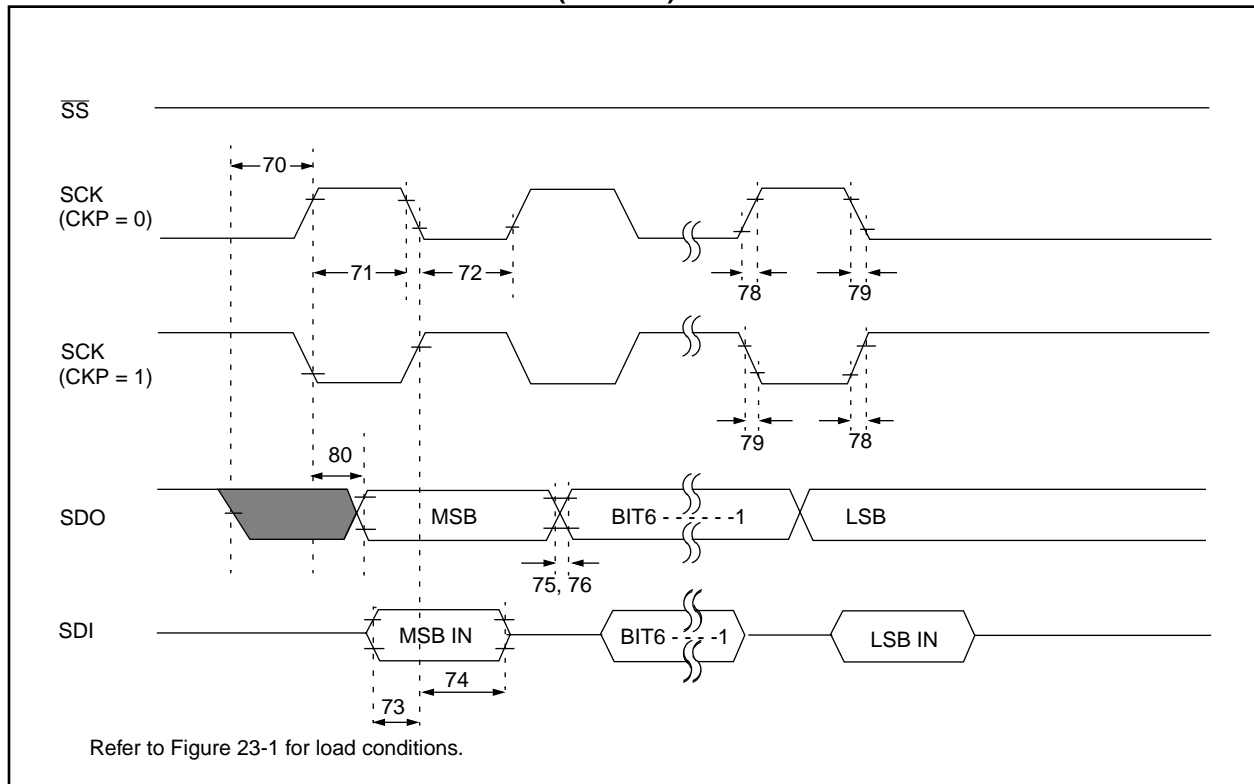 SS
70
SCK
(CKP = 0)
71
72
78
79
SCK
(CKP = 1)
79
78
80
SDO
MSB
BIT6 - - - - - -1
LSB
75, 76
SDI
MSB IN
BIT6 - - - -1
LSB IN
74
73
Refer to Figure 23-1 for load conditions.